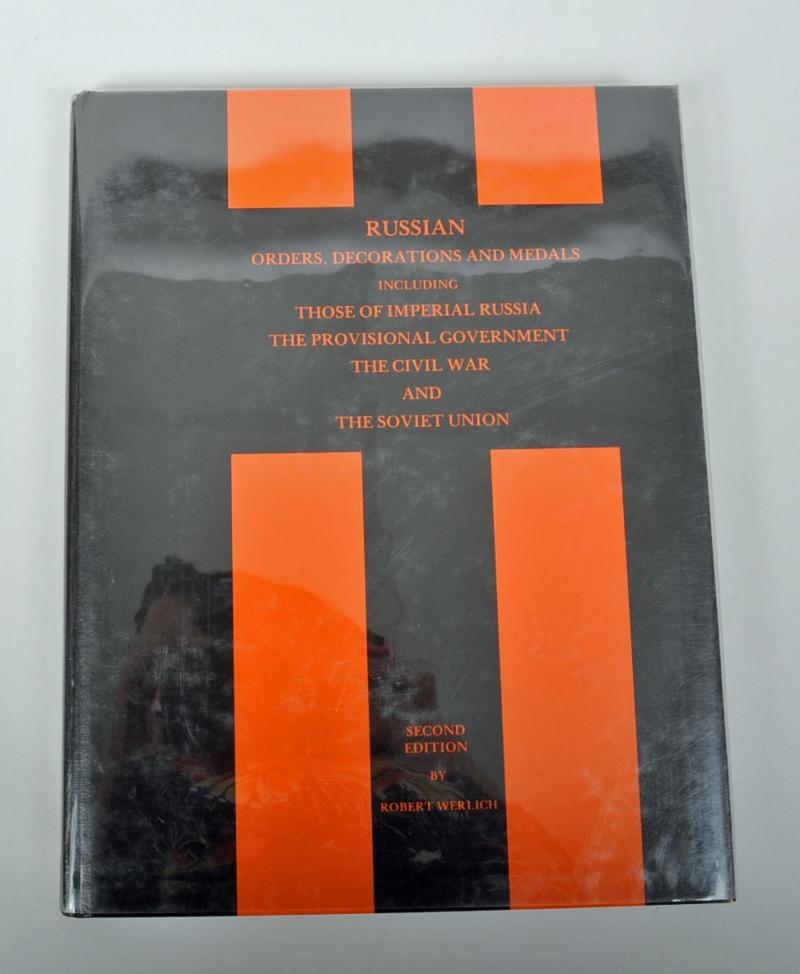 RUSSIAN
ORDERS, DECORATIONS AND MEDALS
INCLUDING
THOSE OF IMPERIAL RUSSIA
THE PROVISIONAL GOVERNMENT
THE CIVIL WAR
AND
THE SOVIET UNION
SECOND
EDITION
BY
ROBERT WERLICH